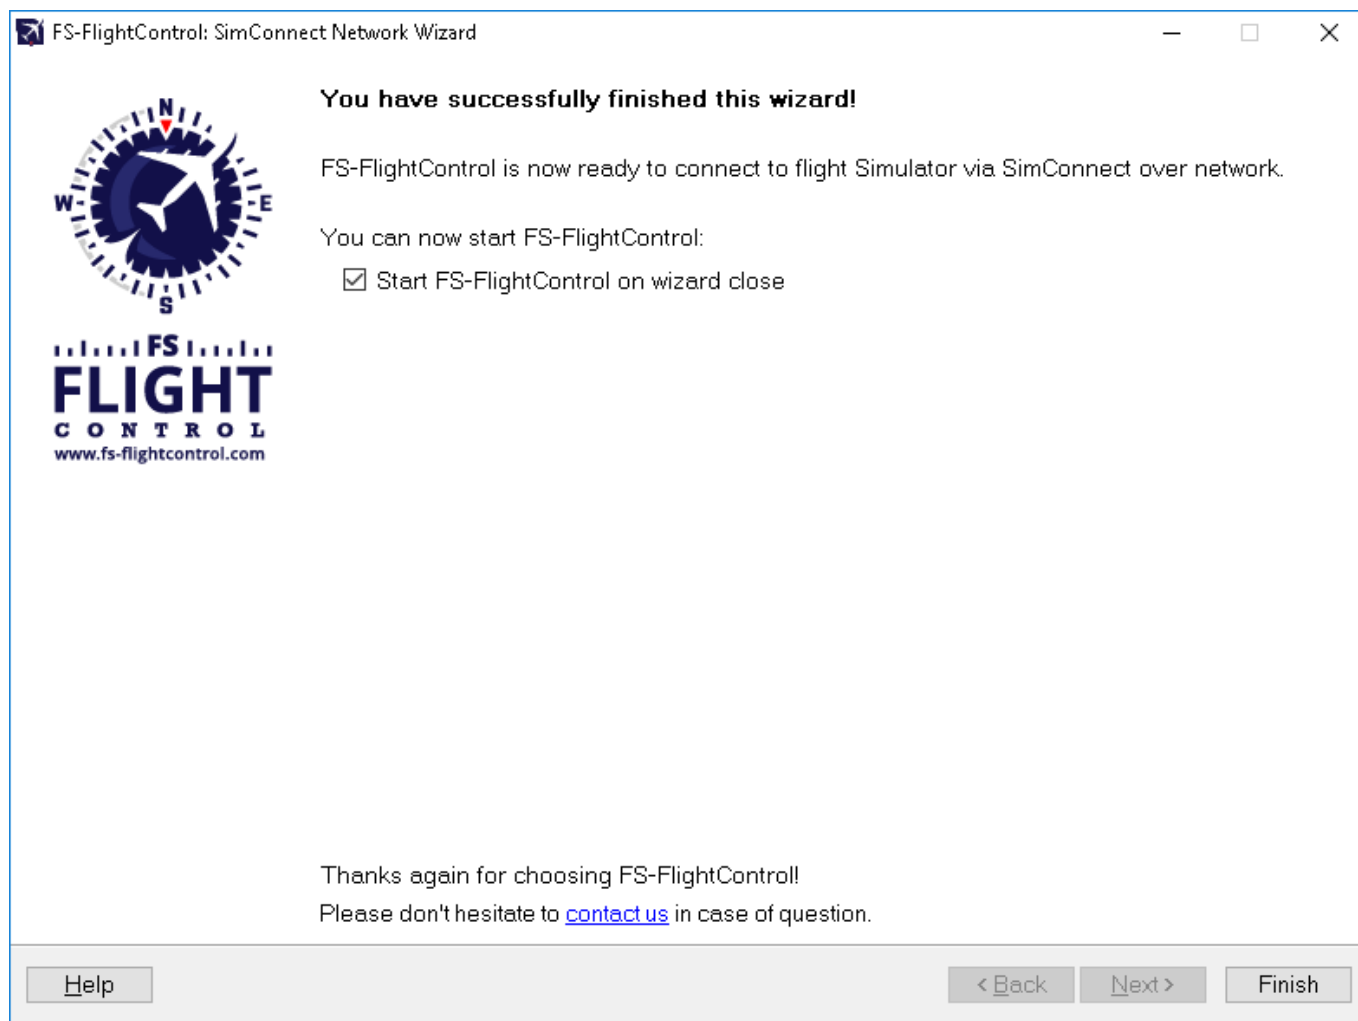 FS-FlightControl: SimConnect Network Wizard
N
W
E
S
FS
FLIGHT
CONTROL
www.fs-flightcontrol.com
You have successfully finished this wizard!
FS-FlightControl is now ready to connect to flight Simulator via SimConnect over network.
You can now start FS-FlightControl:
Start FS-FlightControl on wizard close
Thanks again for choosing FS-FlightControl!
Please don't hesitate to contact us in case of question.
Help
< Back
Next >
Finish